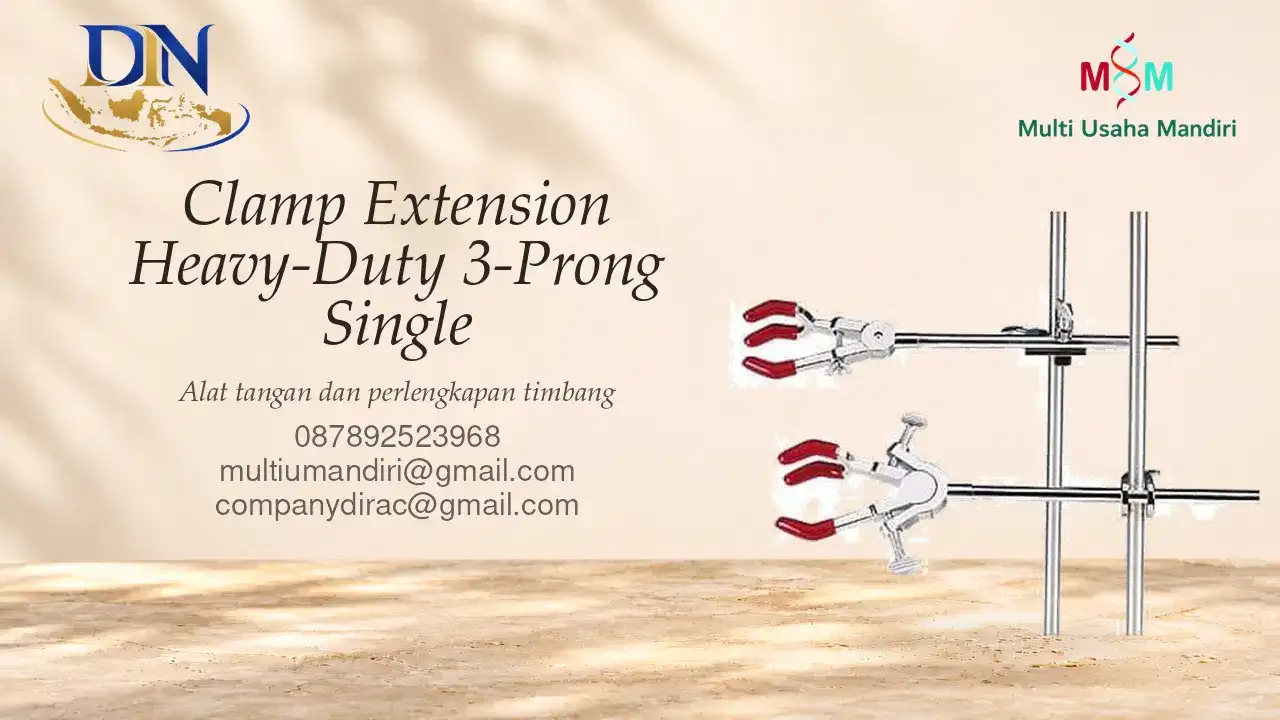 DIN
MSM
Multi Usaha Mandiri
Clamp Extension
Heavy-Duty 3-Prong
Single
Alat tangan dan perlengkapan timbang
087892523968
multiumandiri@gmail.com
companydirac@gmail.com